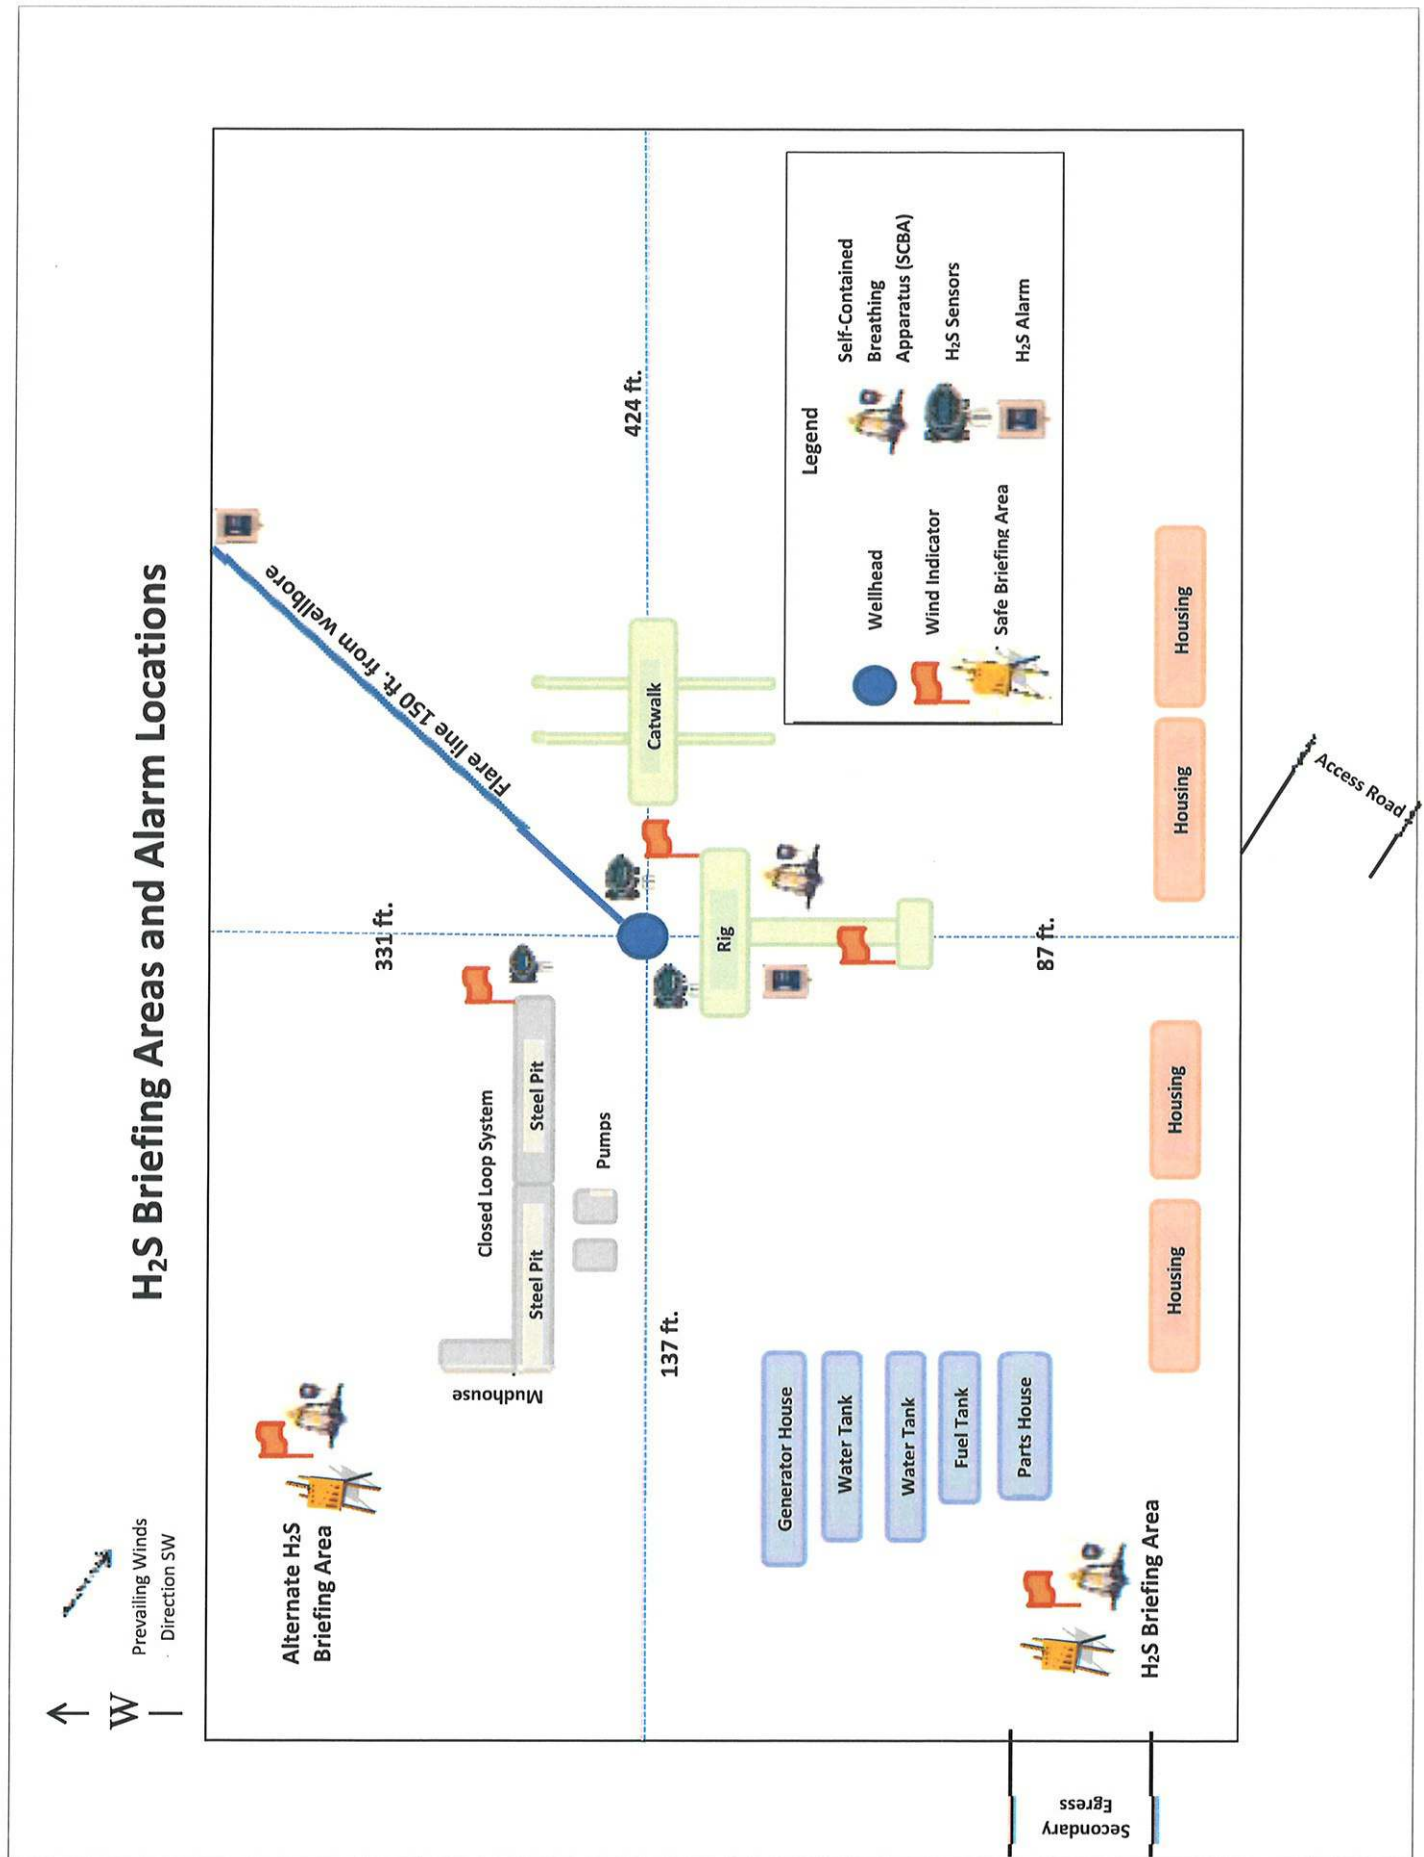 H₂S Briefing Areas and Alarm Locations
W
Prevailing Winds
Direction SW
Alternate H₂S
Briefing Area
Flare line 150 ft. from wellbore
331 ft.
424 ft.
137 ft.
87 ft.
Closed Loop System
Steel Pit
Steel Pit
Mudhouse
Pumps
Catwalk
Rig
Generator House
Water Tank
Water Tank
Fuel Tank
Parts House
H₂S Briefing Area
Secondary
Egress
Housing
Housing
Housing
Housing
Access Road
Legend
Wellhead
Wind Indicator
Safe Briefing Area
Self-Contained
Breathing
Apparatus (SCBA)
H₂S Sensors
H₂S Alarm